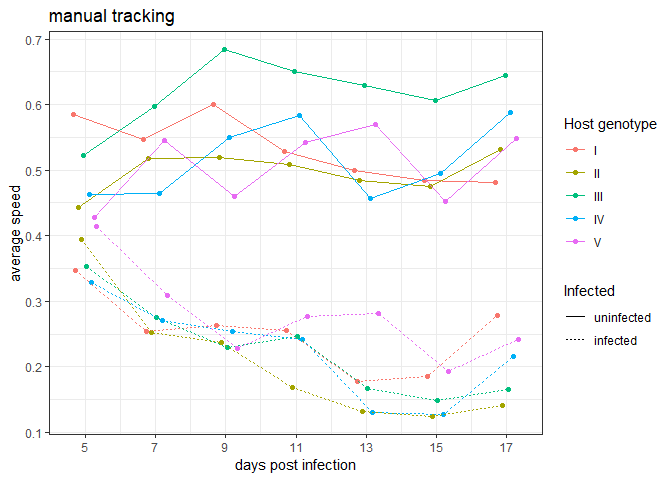 manual tracking
0.7
0.6
0.5
0.4
0.3
0.2
0.1
average speed
5 7 9 11 13 15 17
days post infection
Host genotype
I
II
III
IV
V
Infected
uninfected
infected